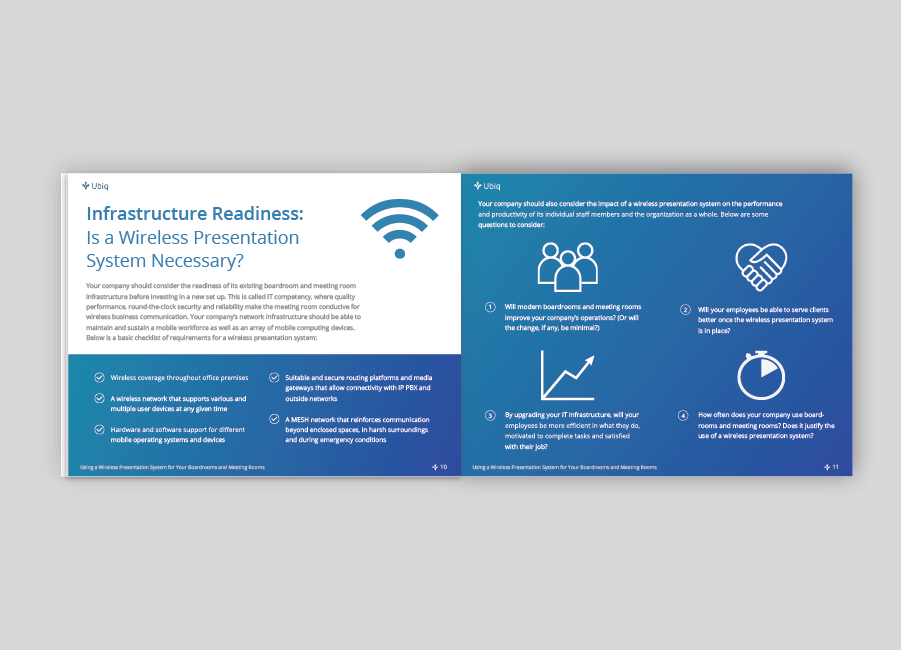 Ubiq
Infrastructure Readiness:
Is a Wireless Presentation
System Necessary?
Your company should consider the readiness of its existing boardroom and meeting room
infrastructure before investing in a new set up. This is called IT competency, where quality
performance, round-the-clock security and reliability make the meeting room conducive for
wireless business communication. Your company's network infrastructure should be able to
maintain and sustain a mobile workforce as well as an array of mobile computing devices.
Below is a basic checklist of requirements for a wireless presentation system:
Wireless coverage throughout office premises
A wireless network that supports various and
multiple user devices at any given time
Hardware and software support for different
mobile operating systems and devices
Suitable and secure routing platforms and media
gateways that allow connectivity with IP PBX and
outside networks
A MESH network that reinforces communication
beyond enclosed spaces, in harsh surroundings
and during emergency conditions
Using a Wireless Presentation System for Your Boardrooms and Meeting Rooms
10
Ubiq
Your company should also consider the impact of a wireless presentation system on the performance
and productivity of its individual staff members and the organization as a whole. Below are some
questions to consider:
1 Will modern boardrooms and meeting rooms
improve your company's operations? (Or will
the change, if any, be minimal?)
2 Will your employees be able to serve clients
better once the wireless presentation system
is in place?
3 By upgrading your IT infrastructure, will your
employees be more efficient in what they do,
motivated to complete tasks and satisfied
with their job?
4 How often does your company use board-
rooms and meeting rooms? Does it justify the
use of a wireless presentation system?
Using a Wireless Presentation System for Your Boardrooms and Meeting Rooms
11